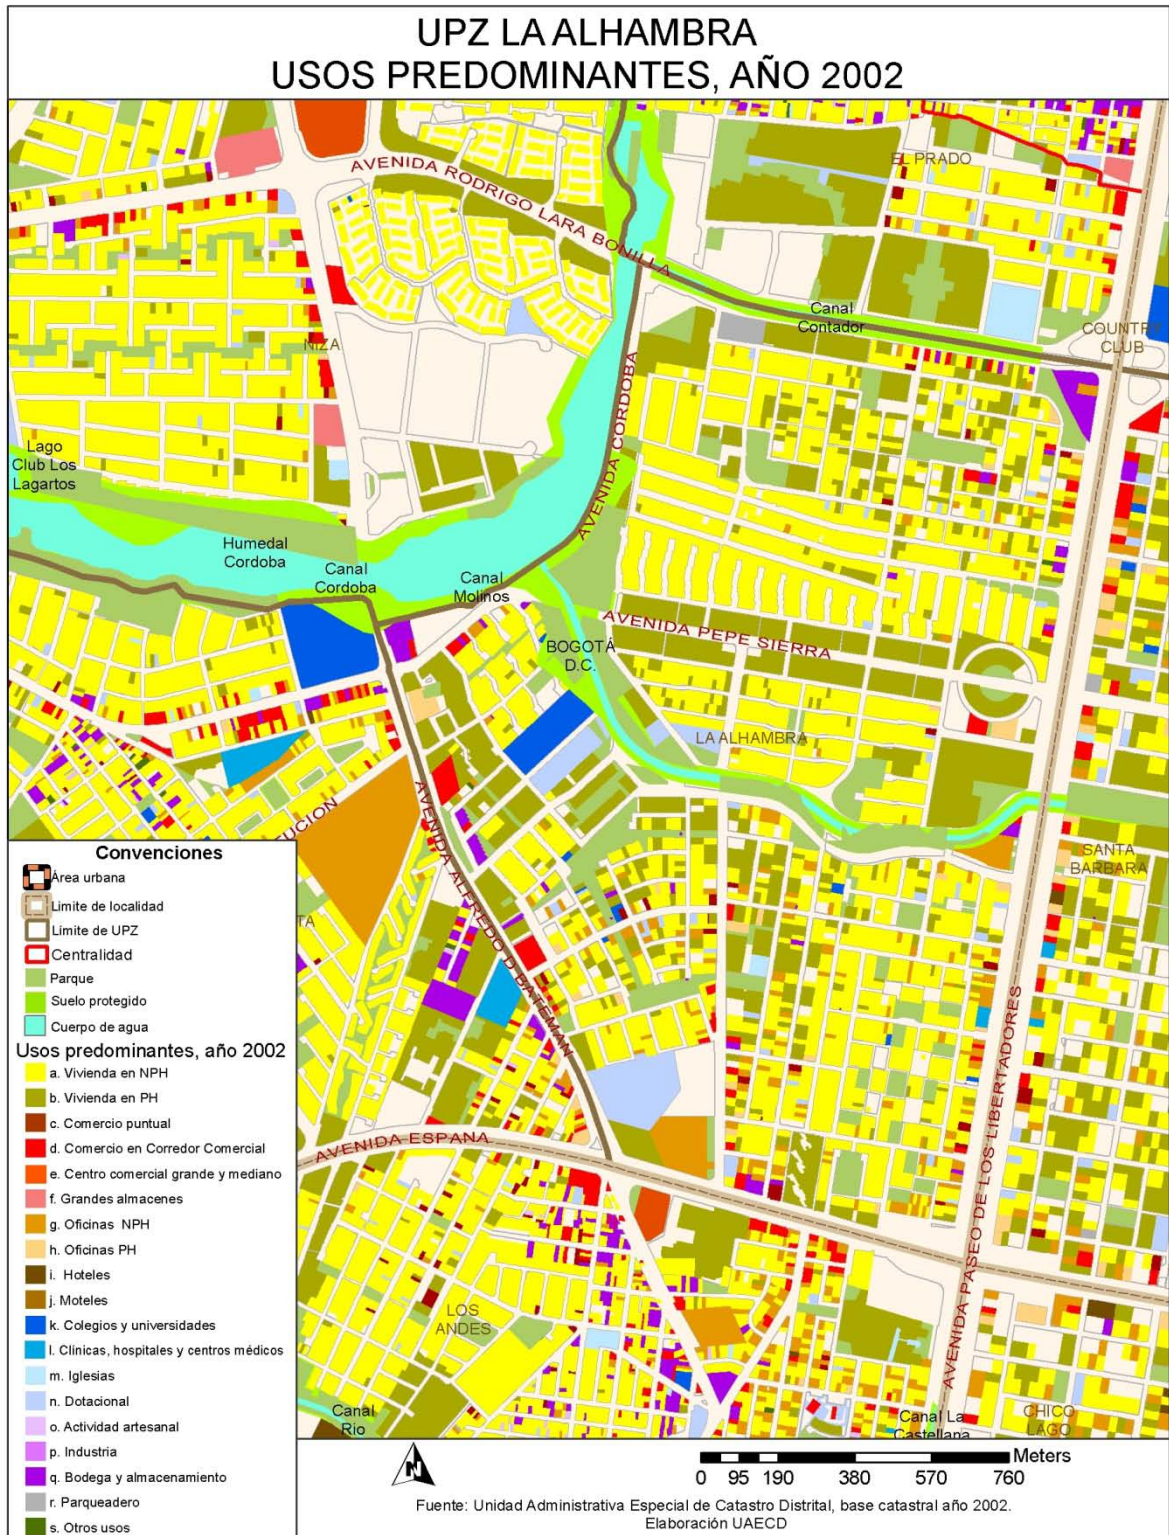 UPZ LA ALHAMBRA
USOS PREDOMINANTES, AÑO 2002
AVENIDA RODRIGO LARA BONILLA
EL PRADO
Canal
Contador
COUNTRY
CLUB
NIZA
AVENIDA CORDOBA
Lago
Club Los
Lagartos
Humedal
Cordoba
Canal
Cordoba
Canal
Molinos
AVENIDA PEPE SIERRA
BOGOTÁ
D.C.
LA ALHAMBRA
SANTA
BARBARA
AVENIDA ALFREDO D BATEMAN
AVENIDA PASEO DE LOS LIBERTADORES
AVENIDA ESPANA
LOS
ANDES
Canal
Rio
Canal La
Castellana
CHICO
LAGO
Convenciones
Área urbana
Limite de localidad
Límite de UPZ
Centralidad
Parque
Suelo protegido
Cuerpo de agua
Usos predominantes, año 2002
a. Vivienda en NPH
b. Vivienda en PH
c. Comercio puntual
d. Comercio en Corredor Comercial
e. Centro comercial grande y mediano
f. Grandes almacenes
g. Oficinas NPH
h. Oficinas PH
i. Hoteles
j. Moteles
k. Colegios y universidades
l. Clínicas, hospitales y centros médicos
m. Iglesias
n. Dotacional
o. Actividad artesanal
p. Industria
q. Bodega y almacenamiento
r. Parqueadero
s. Otros usos
N
Meters
0 95 190 380 570 760
Fuente: Unidad Administrativa Especial de Catastro Distrital, base catastral año 2002.
Elaboración UAECD